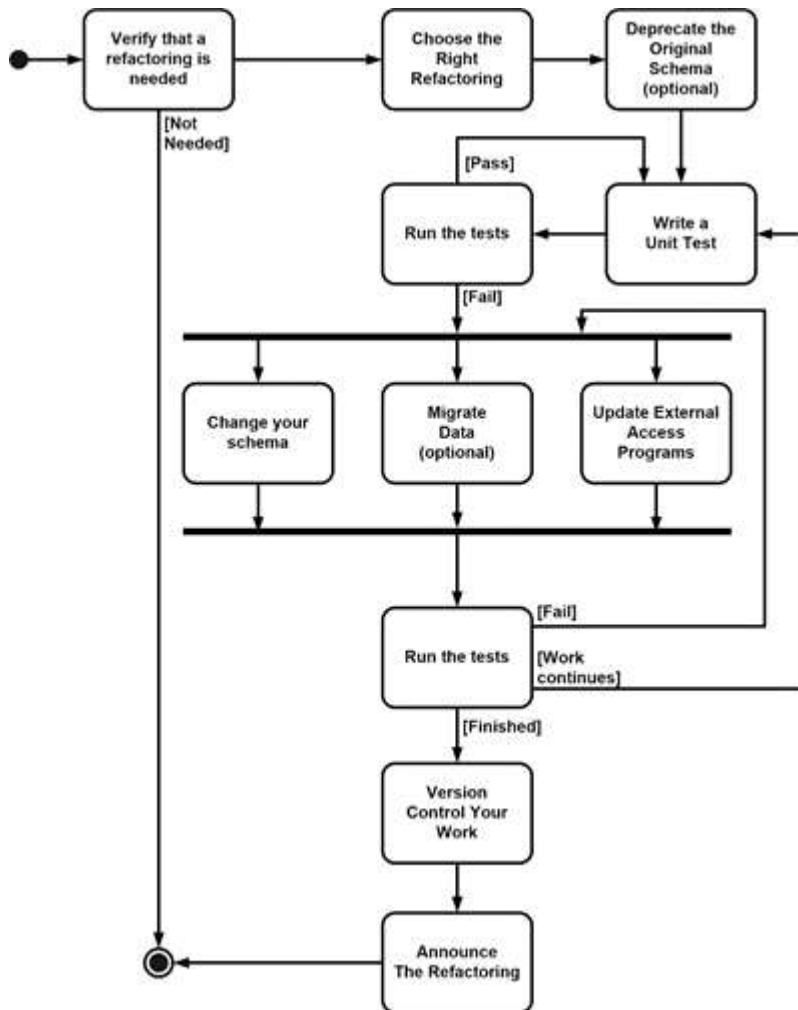 Verify that a
refactoring is
needed
Choose the
Right
Refactoring
Deprecate the
Original
Schema
(optional)
[Not
Needed]
[Pass]
Run the tests
Write a
Unit Test
[Fail]
Change your
schema
Migrate
Data
(optional)
Update External
Access
Programs
Run the tests
[Fail]
[Work
continues]
[Finished]
Version
Control Your
Work
Announce
The Refactoring